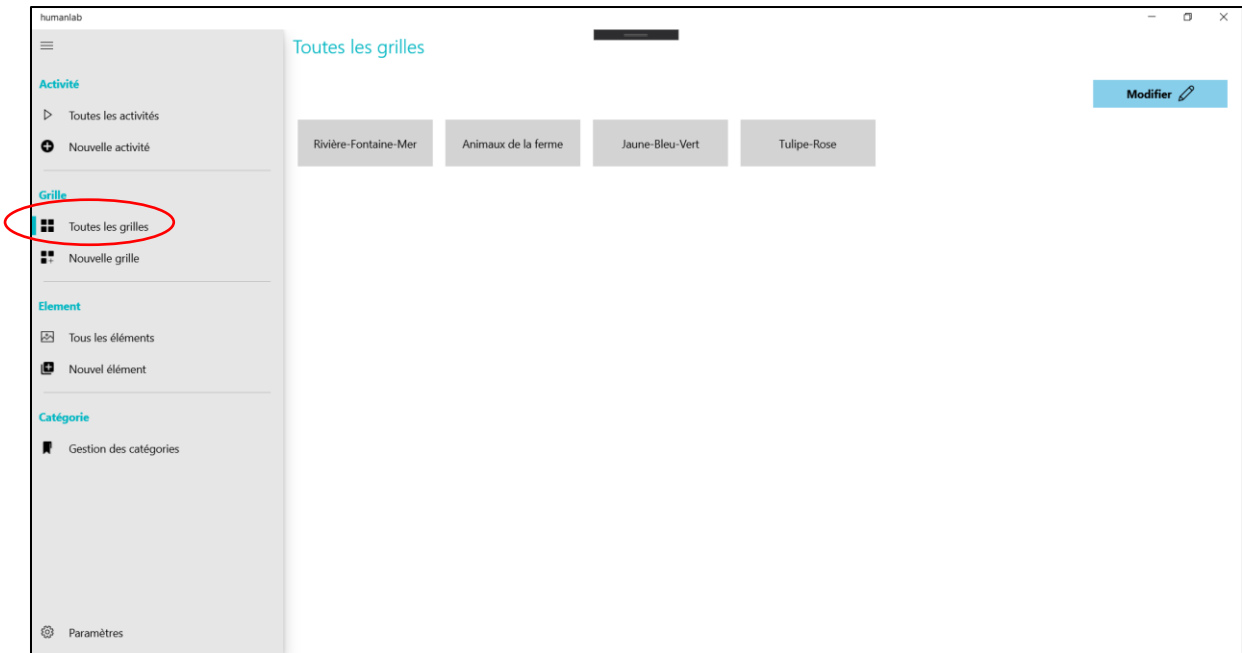 humanlab
Toutes les grilles
Activité
Modifier
Toutes les activités
Nouvelle activité
Rivière-Fontaine-Mer
Animaux de la ferme
Jaune-Bleu-Vert
Tulipe-Rose
Grille
Toutes les grilles
Nouvelle grille
Element
Tous les éléments
Nouvel élément
Catégorie
Gestion des catégories
Paramètres